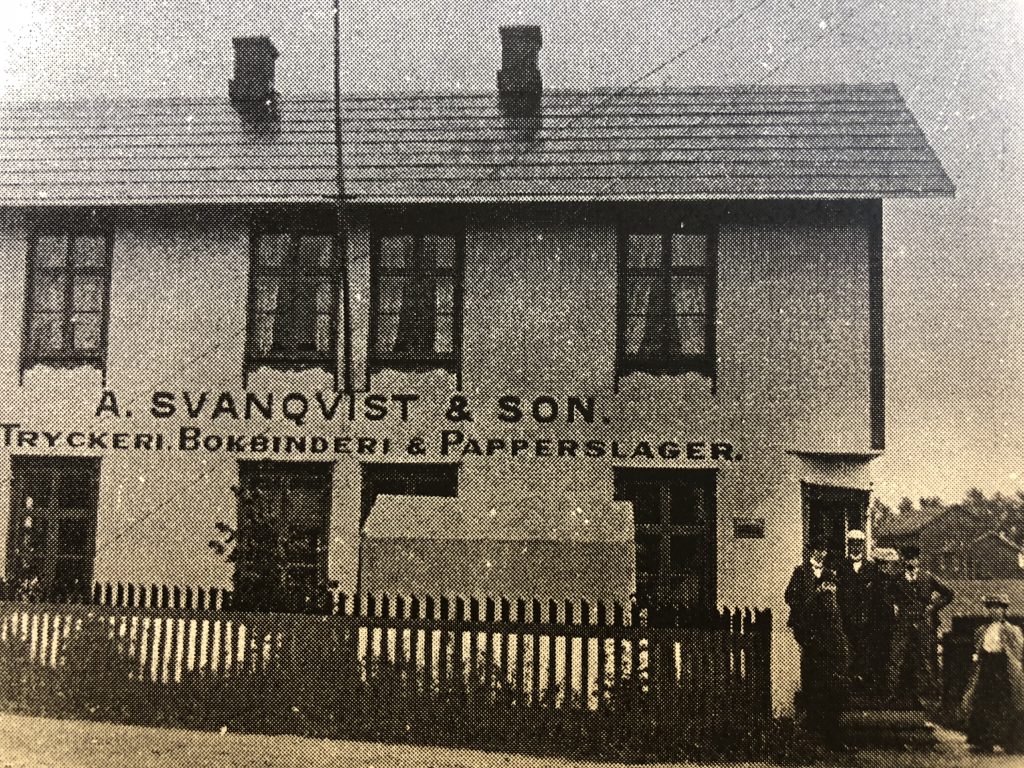 A. SVANQVIST & SON.
TRYCKERI. BOKBINDERI & PAPPERSLAGER.